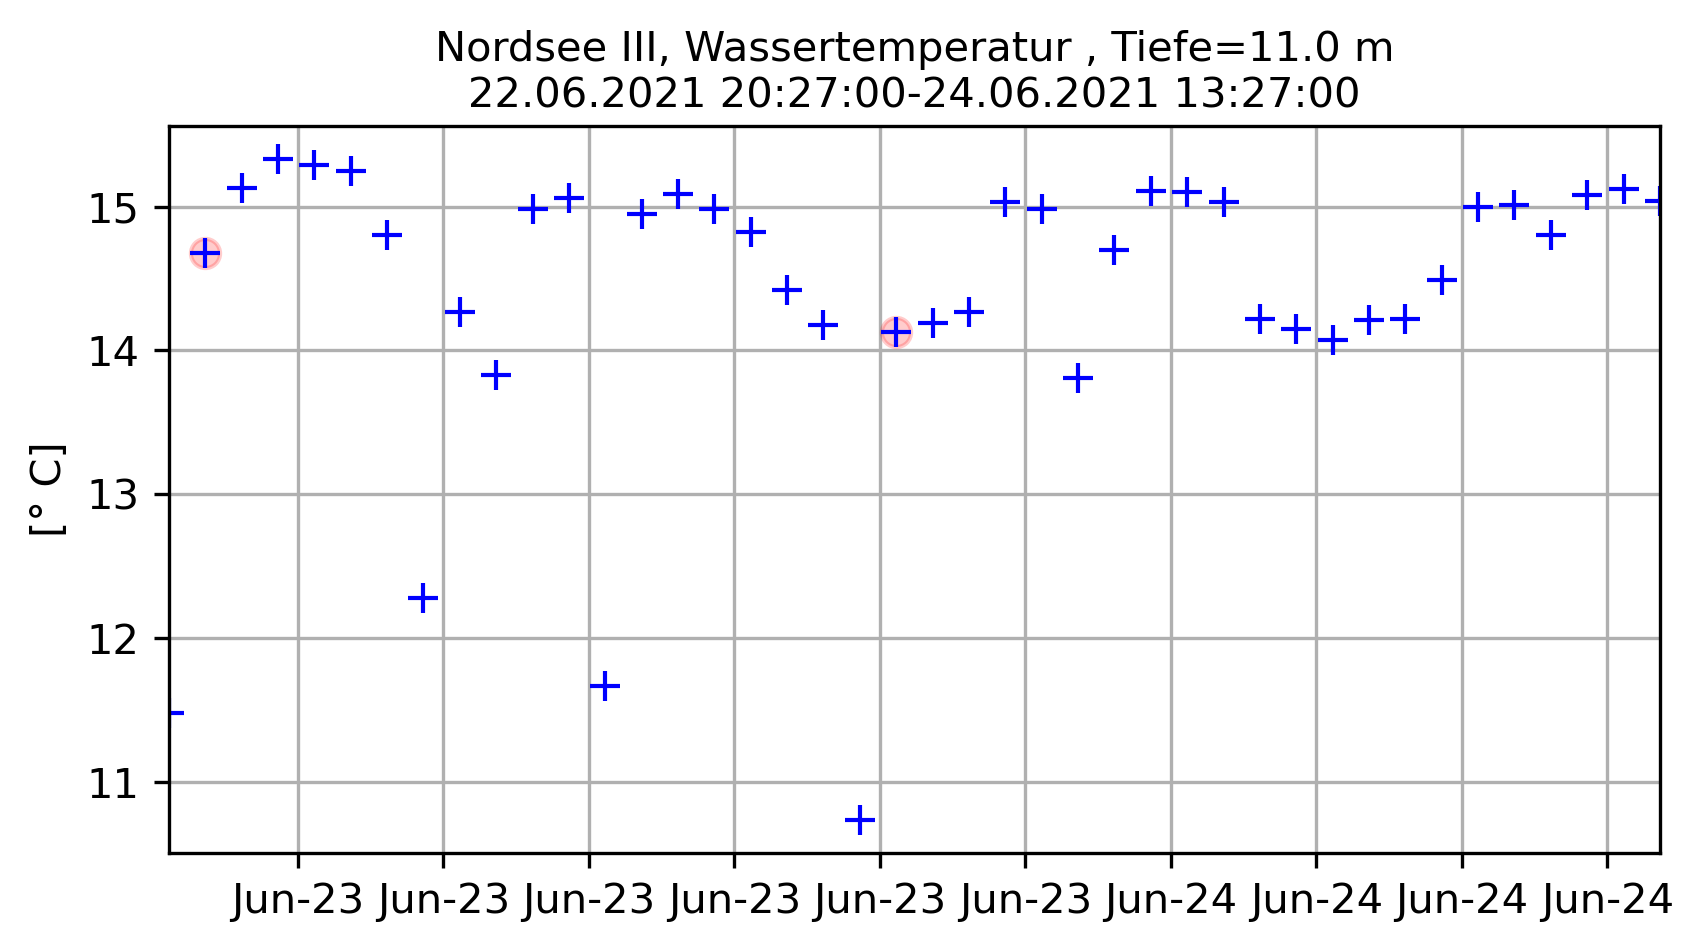 Nordsee III, Wassertemperatur , Tiefe=11.0 m
22.06.2021 20:27:00-24.06.2021 13:27:00
15
14
13
12
11
[° C]
Jun-23 Jun-23 Jun-23 Jun-23 Jun-23 Jun-23 Jun-24 Jun-24 Jun-24 Jun-24